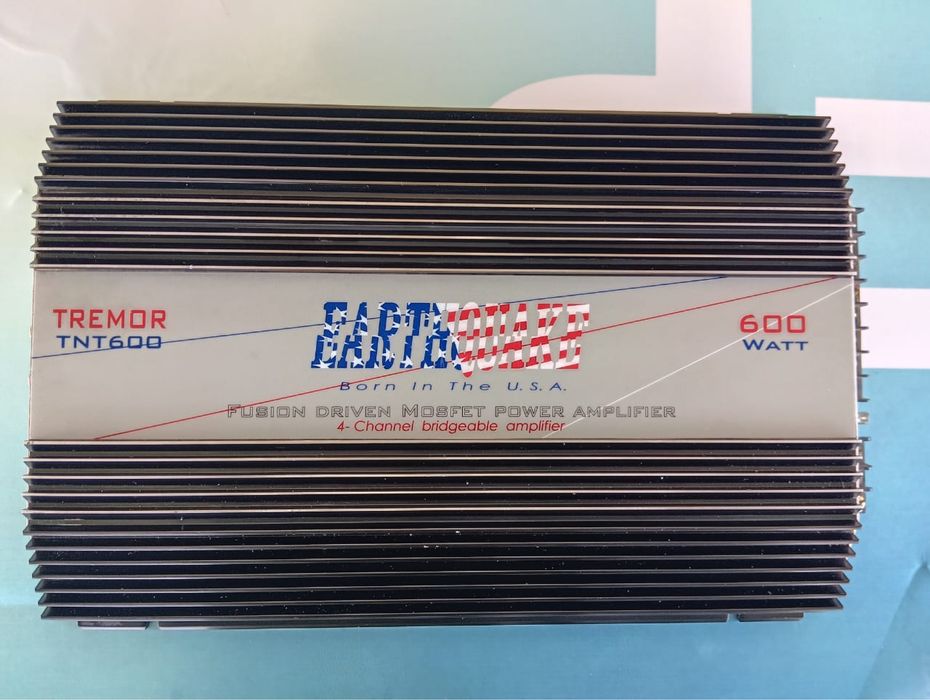 TREMOR
TNT600
EARTHQUAKE
Born In The U.S.A.
FUSION DRIVEN MOSFET POWER AMPLIFIER
4-Channel bridgeable amplifier
600
WATT